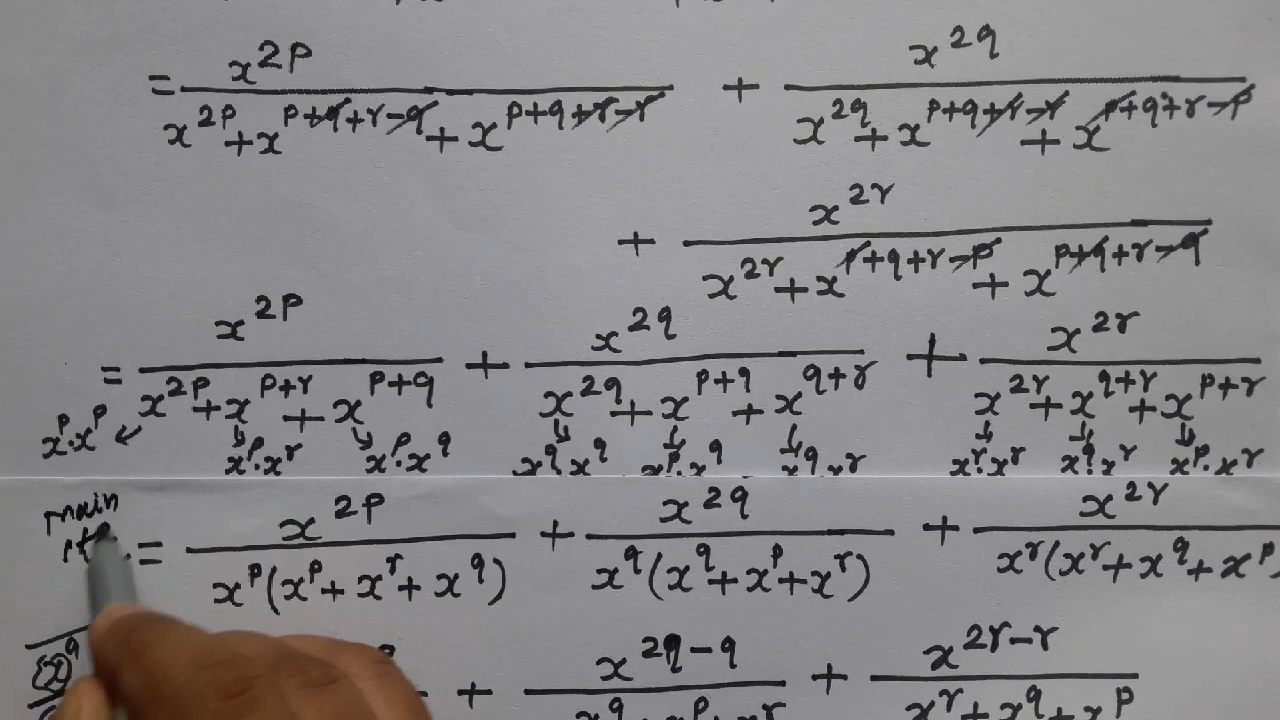 = x^{2p} / (x^{2p} + x^{p+q+r-q} + x^{p+q+r-r}) + x^{2q} / (x^{2q} + x^{p+q+r-r} + x^{p+q+r-p})
+ x^{2r} / (x^{2r} + x^{p+q+r-p} + x^{p+q+r-q})
= x^{2p} / (x^{2p} + x^{p+r} + x^{p+q}) + x^{2q} / (x^{2q} + x^{p+q} + x^{q+r}) + x^{2r} / (x^{2r} + x^{q+r} + x^{p+r})
x^p.x^p x^p.x^r x^p.x^q x^q.x^q x^p.x^q x^q.x^r x^r.x^r x^q.x^r x^p.x^r
main
= x^{2p} / x^p(x^p + x^r + x^q) + x^{2q} / x^q(x^q + x^p + x^r) + x^{2r} / x^r(x^r + x^q + x^p)
+ x^{2q-q} / (x^q + x^p + x^r) + x^{2r-r} / (x^r + x^q + x^p)